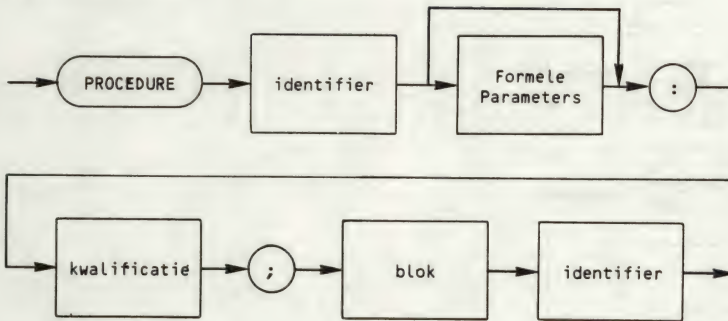 PROCEDURE
identifier
Formele
Parameters
:
kwalificatie
;
blok
identifier